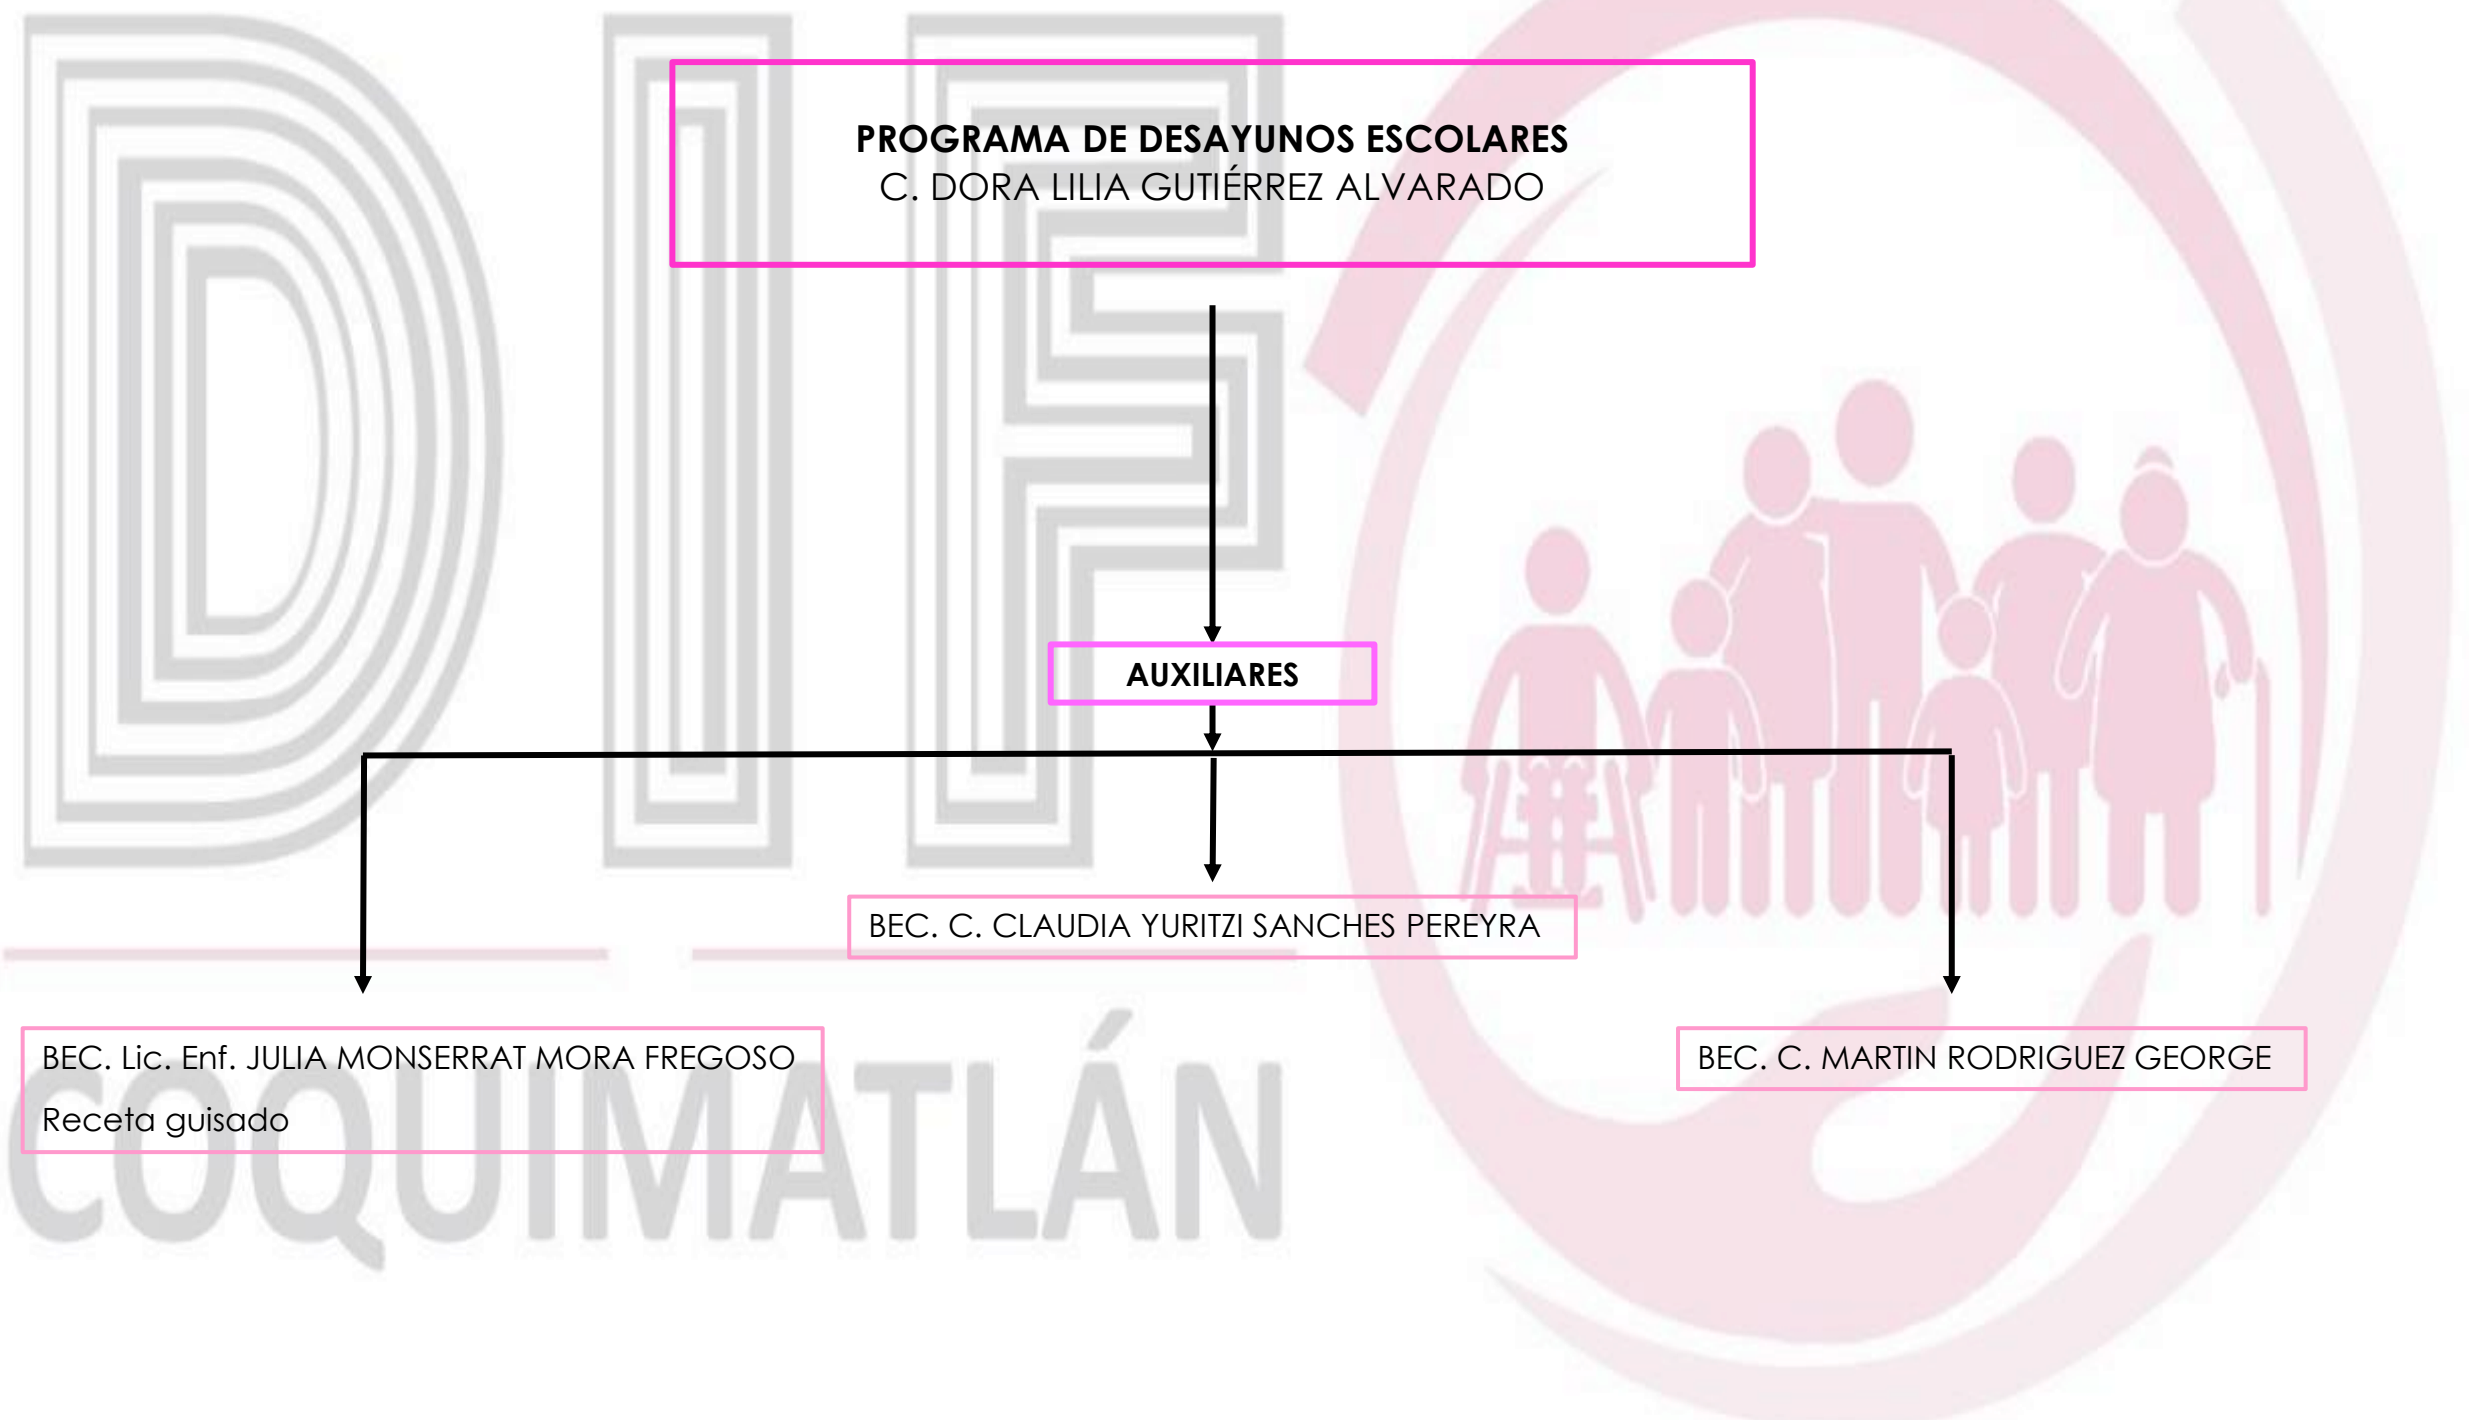 DIF
COQUIMATLÁN
PROGRAMA DE DESAYUNOS ESCOLARES
C. DORA LILIA GUTIÉRREZ ALVARADO
AUXILIARES
BEC. C. CLAUDIA YURITZI SANCHES PEREYRA
BEC. Lic. Enf. JULIA MONSERRAT MORA FREGOSO
Receta guisado
BEC. C. MARTIN RODRIGUEZ GEORGE